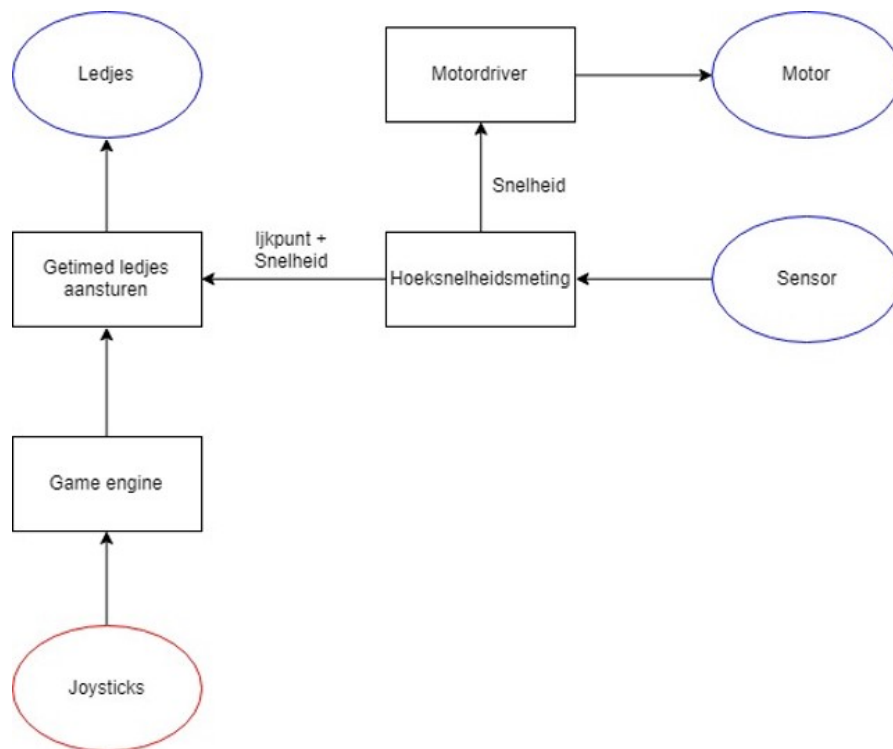 Ledjes
Motordriver
Motor
Snelheid
Getimed ledjes
aansturen
Ijkpunt +
Snelheid
Hoeksnelheidsmeting
Sensor
Game engine
Joysticks